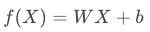 f(X) = WX + b